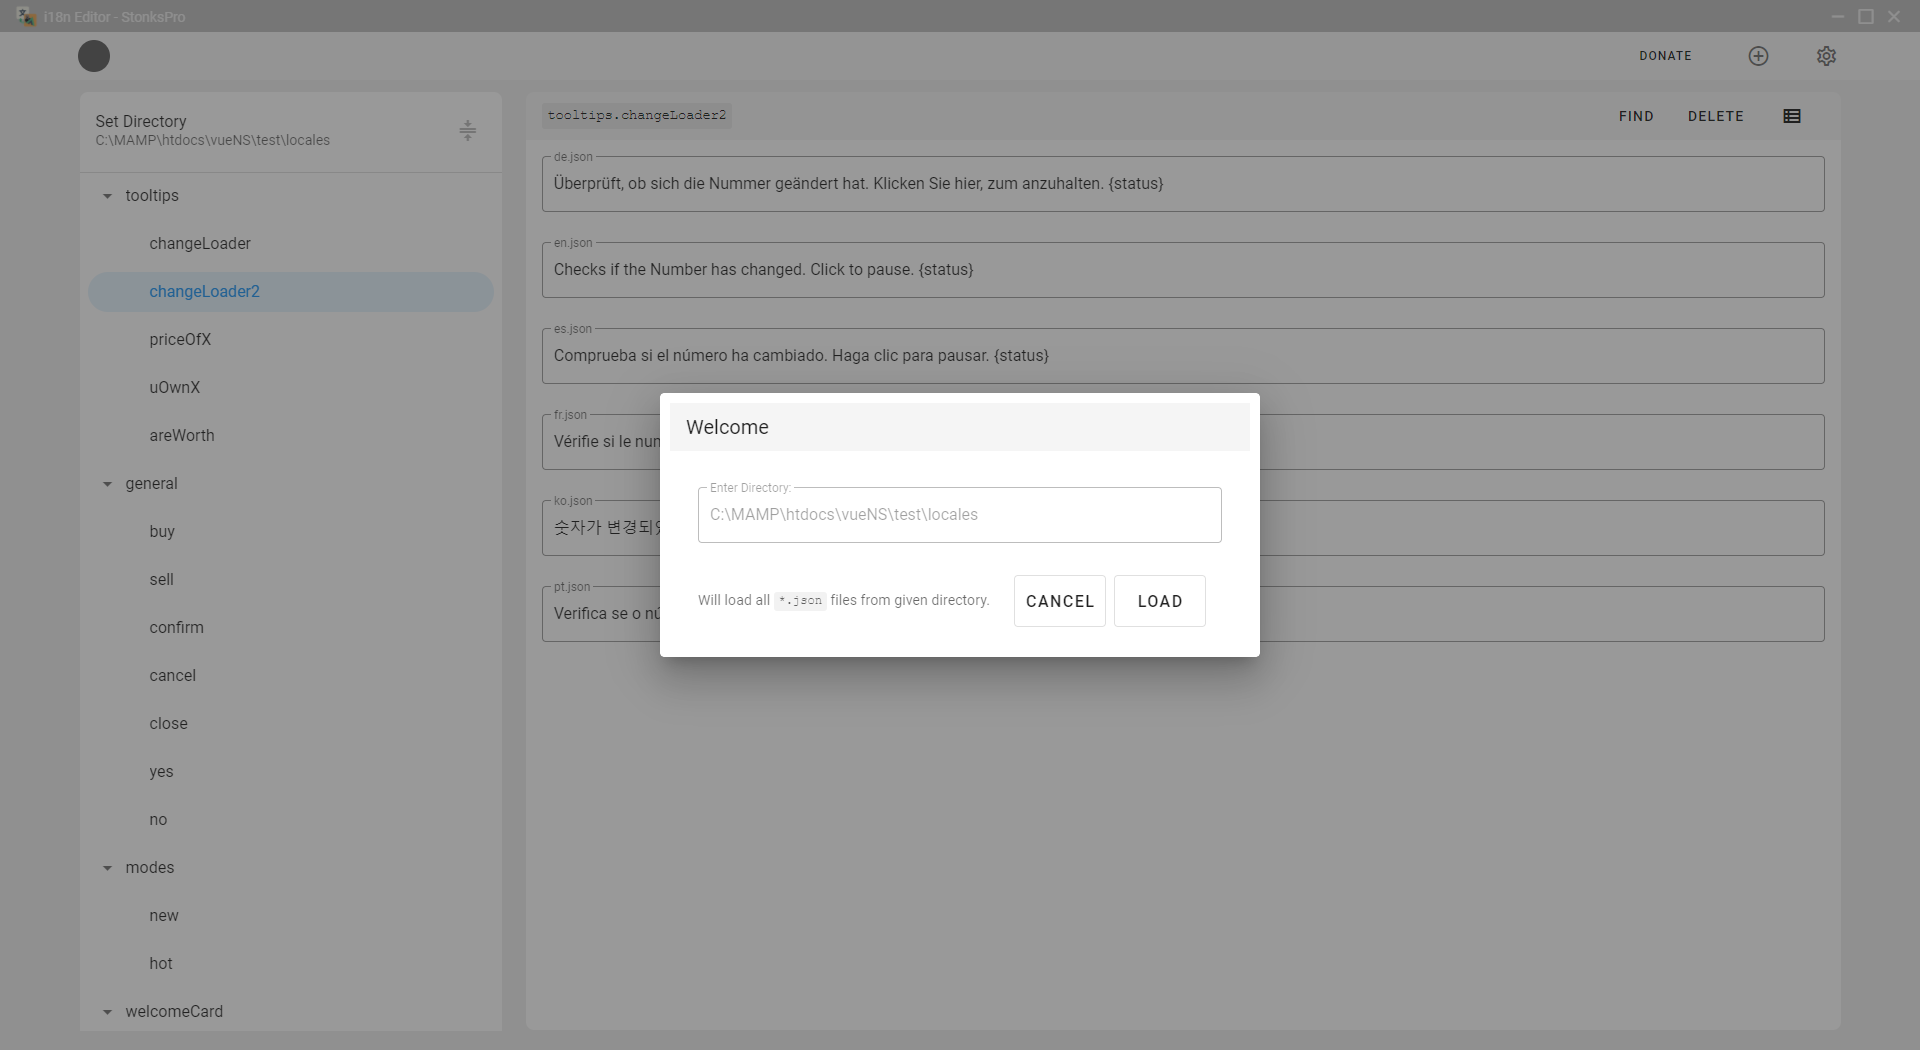 i18n Editor - StonksPro
DONATE
Set Directory
C:\MAMP\htdocs\vueNS\test\locales
tooltips
changeLoader
changeLoader2
priceOfX
uOwnX
areWorth
general
buy
sell
confirm
cancel
close
yes
no
modes
new
hot
welcomeCard
tooltips.changeLoader2
FIND DELETE
de.json
Überprüft, ob sich die Nummer geändert hat. Klicken Sie hier, zum anzuhalten. {status}
en.json
Checks if the Number has changed. Click to pause. {status}
es.json
Comprueba si el número ha cambiado. Haga clic para pausar. {status}
fr.json
Vérifie si le
ko.json
숫자가
pt.json
Verifica se o
Welcome
Enter Directory:
C:\MAMP\htdocs\vueNS\test\locales
Will load all *.json files from given directory.
CANCEL LOAD